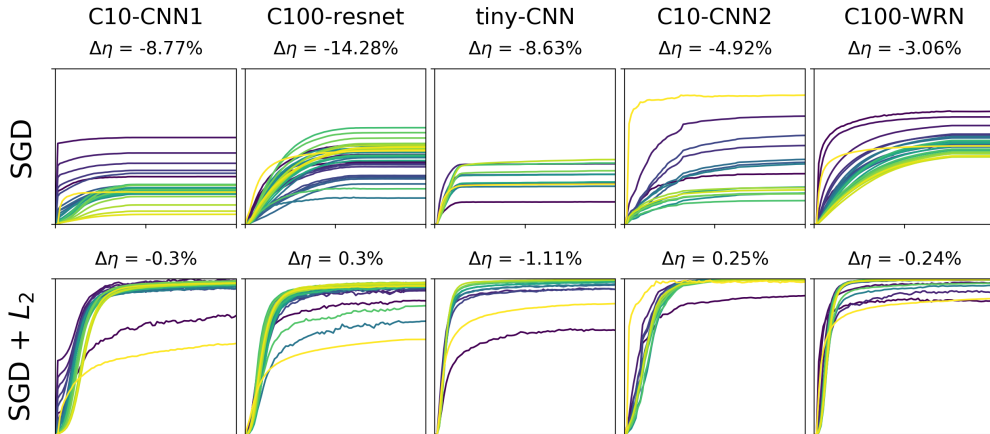 C10-CNN1 C100-resnet tiny-CNN C10-CNN2 C100-WRN
Δη = -8.77% Δη = -14.28% Δη = -8.63% Δη = -4.92% Δη = -3.06%
SGD
Δη = -0.3% Δη = 0.3% Δη = -1.11% Δη = 0.25% Δη = -0.24%
SGD + L₂